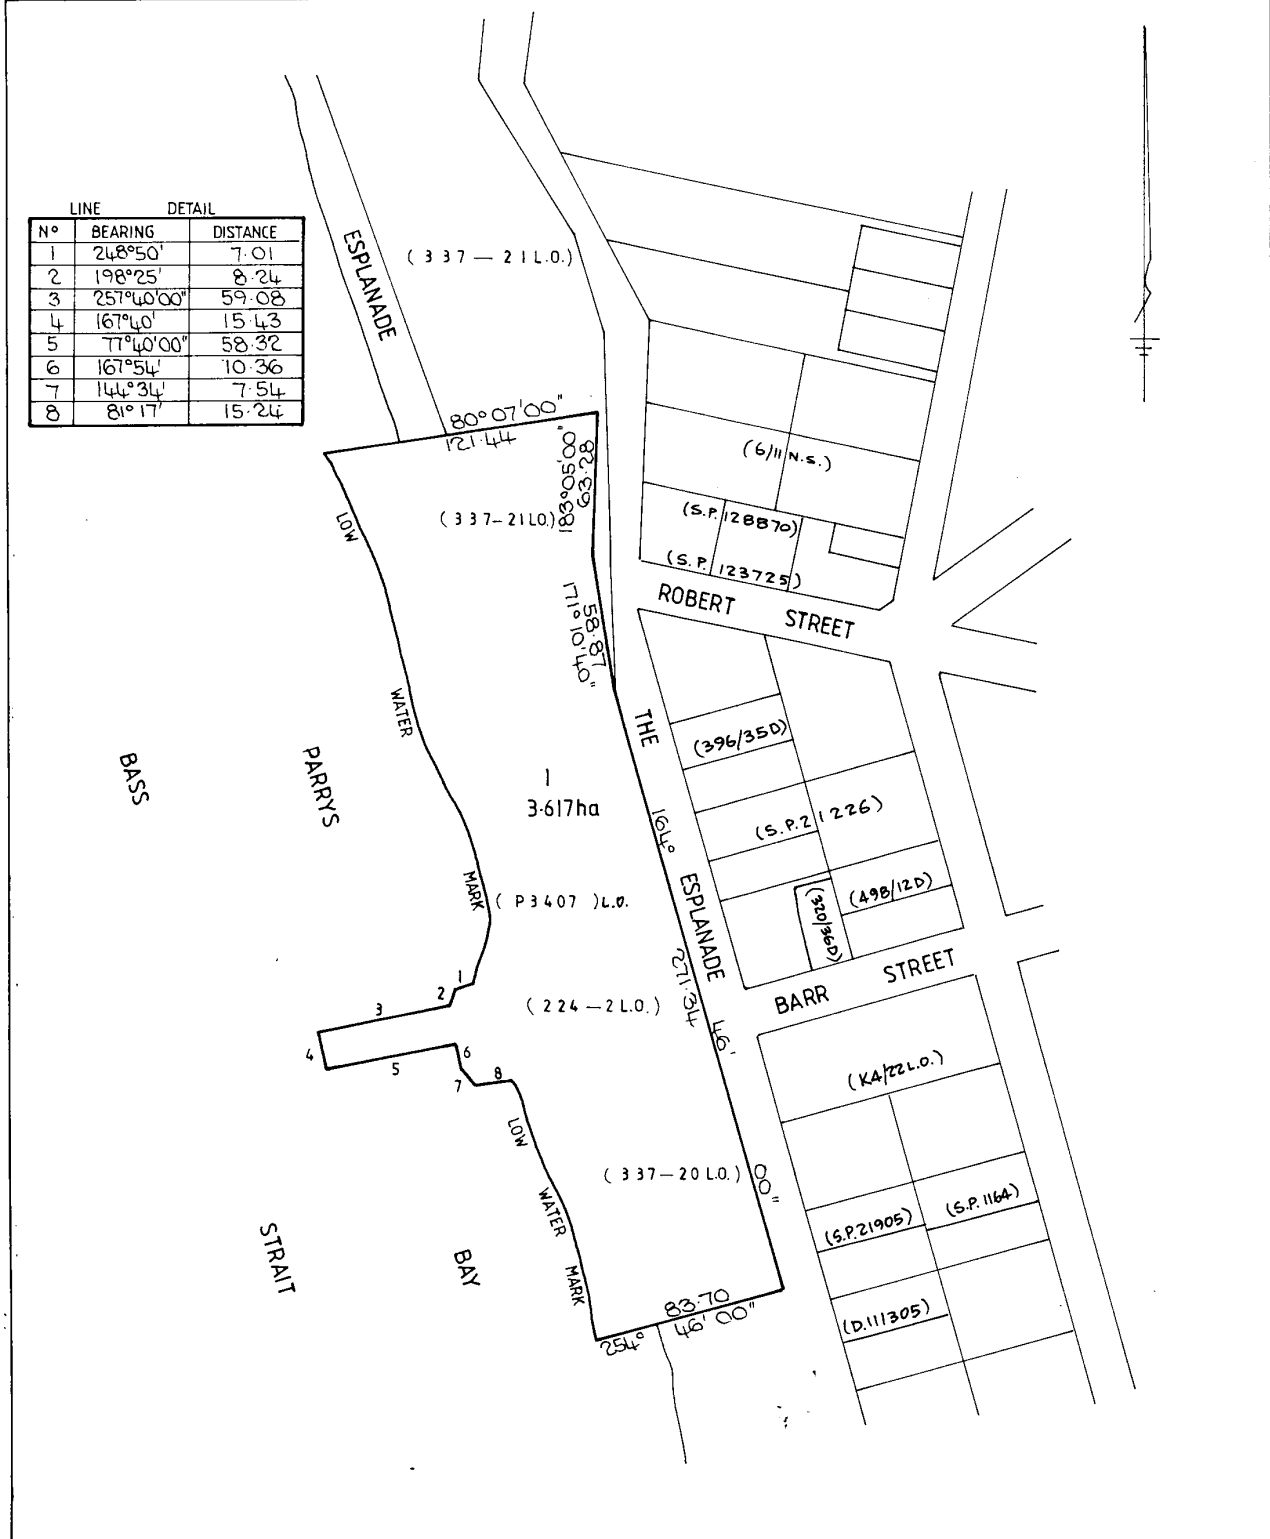 LINE DETAIL
Nº BEARING DISTANCE
1 248°50' 7·01
2 198°25' 8·24
3 257°40'00" 59·08
4 167°40' 15·43
5 77°40'00" 58·32
6 167°54' 10·36
7 144°34' 7·54
8 81°17' 15·24
ESPLANADE
( 337 — 21 L.O.)
80°07'00"
121·44
183°05'00"
63·28
(6/11 N.S.)
LOW
( 337—21 L.O.)
(S.P. 128870)
(S.P. 123725)
58·87
171°10'40"
ROBERT STREET
WATER
THE
(396/35D)
BASS
PARRYS
1
3·617ha
164°
(S.P. 21226)
MARK
( P3407 ) L.O.
ESPLANADE
(320/36D)
(498/12D)
1
2
3
271·34
BARR STREET
( 224 — 2 L.O.)
46'
4
5
6
7
8
(KA/22 L.O.)
LOW
( 337—20 L.O.)
00"
WATER
(S.P. 21905)
(S.P. 1164)
STRAIT
BAY
MARK
83·70
254° 46' 00"
(D.111305)